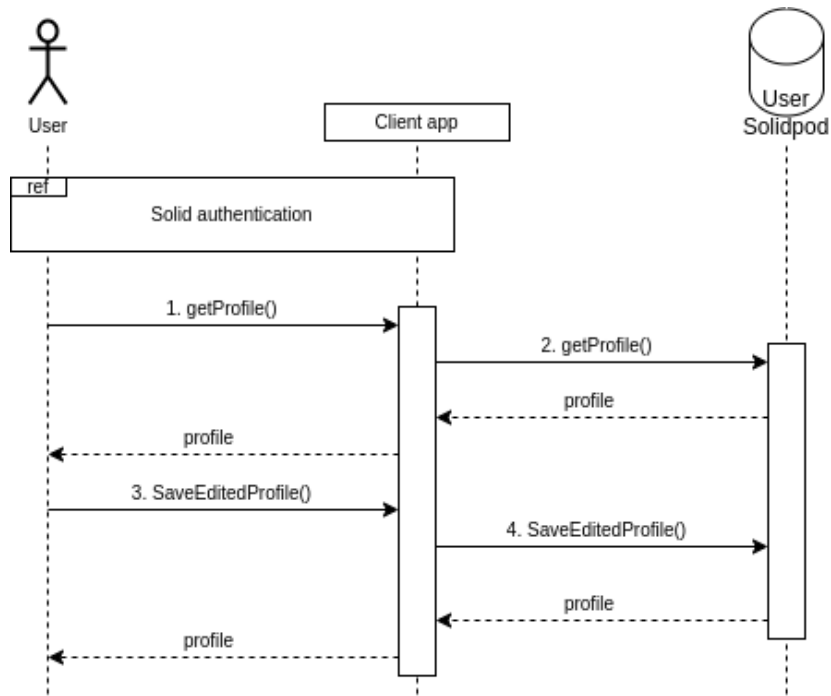 User
Client app
User
Solidpod
ref
Solid authentication
1. getProfile()
2. getProfile()
profile
profile
3. SaveEditedProfile()
4. SaveEditedProfile()
profile
profile